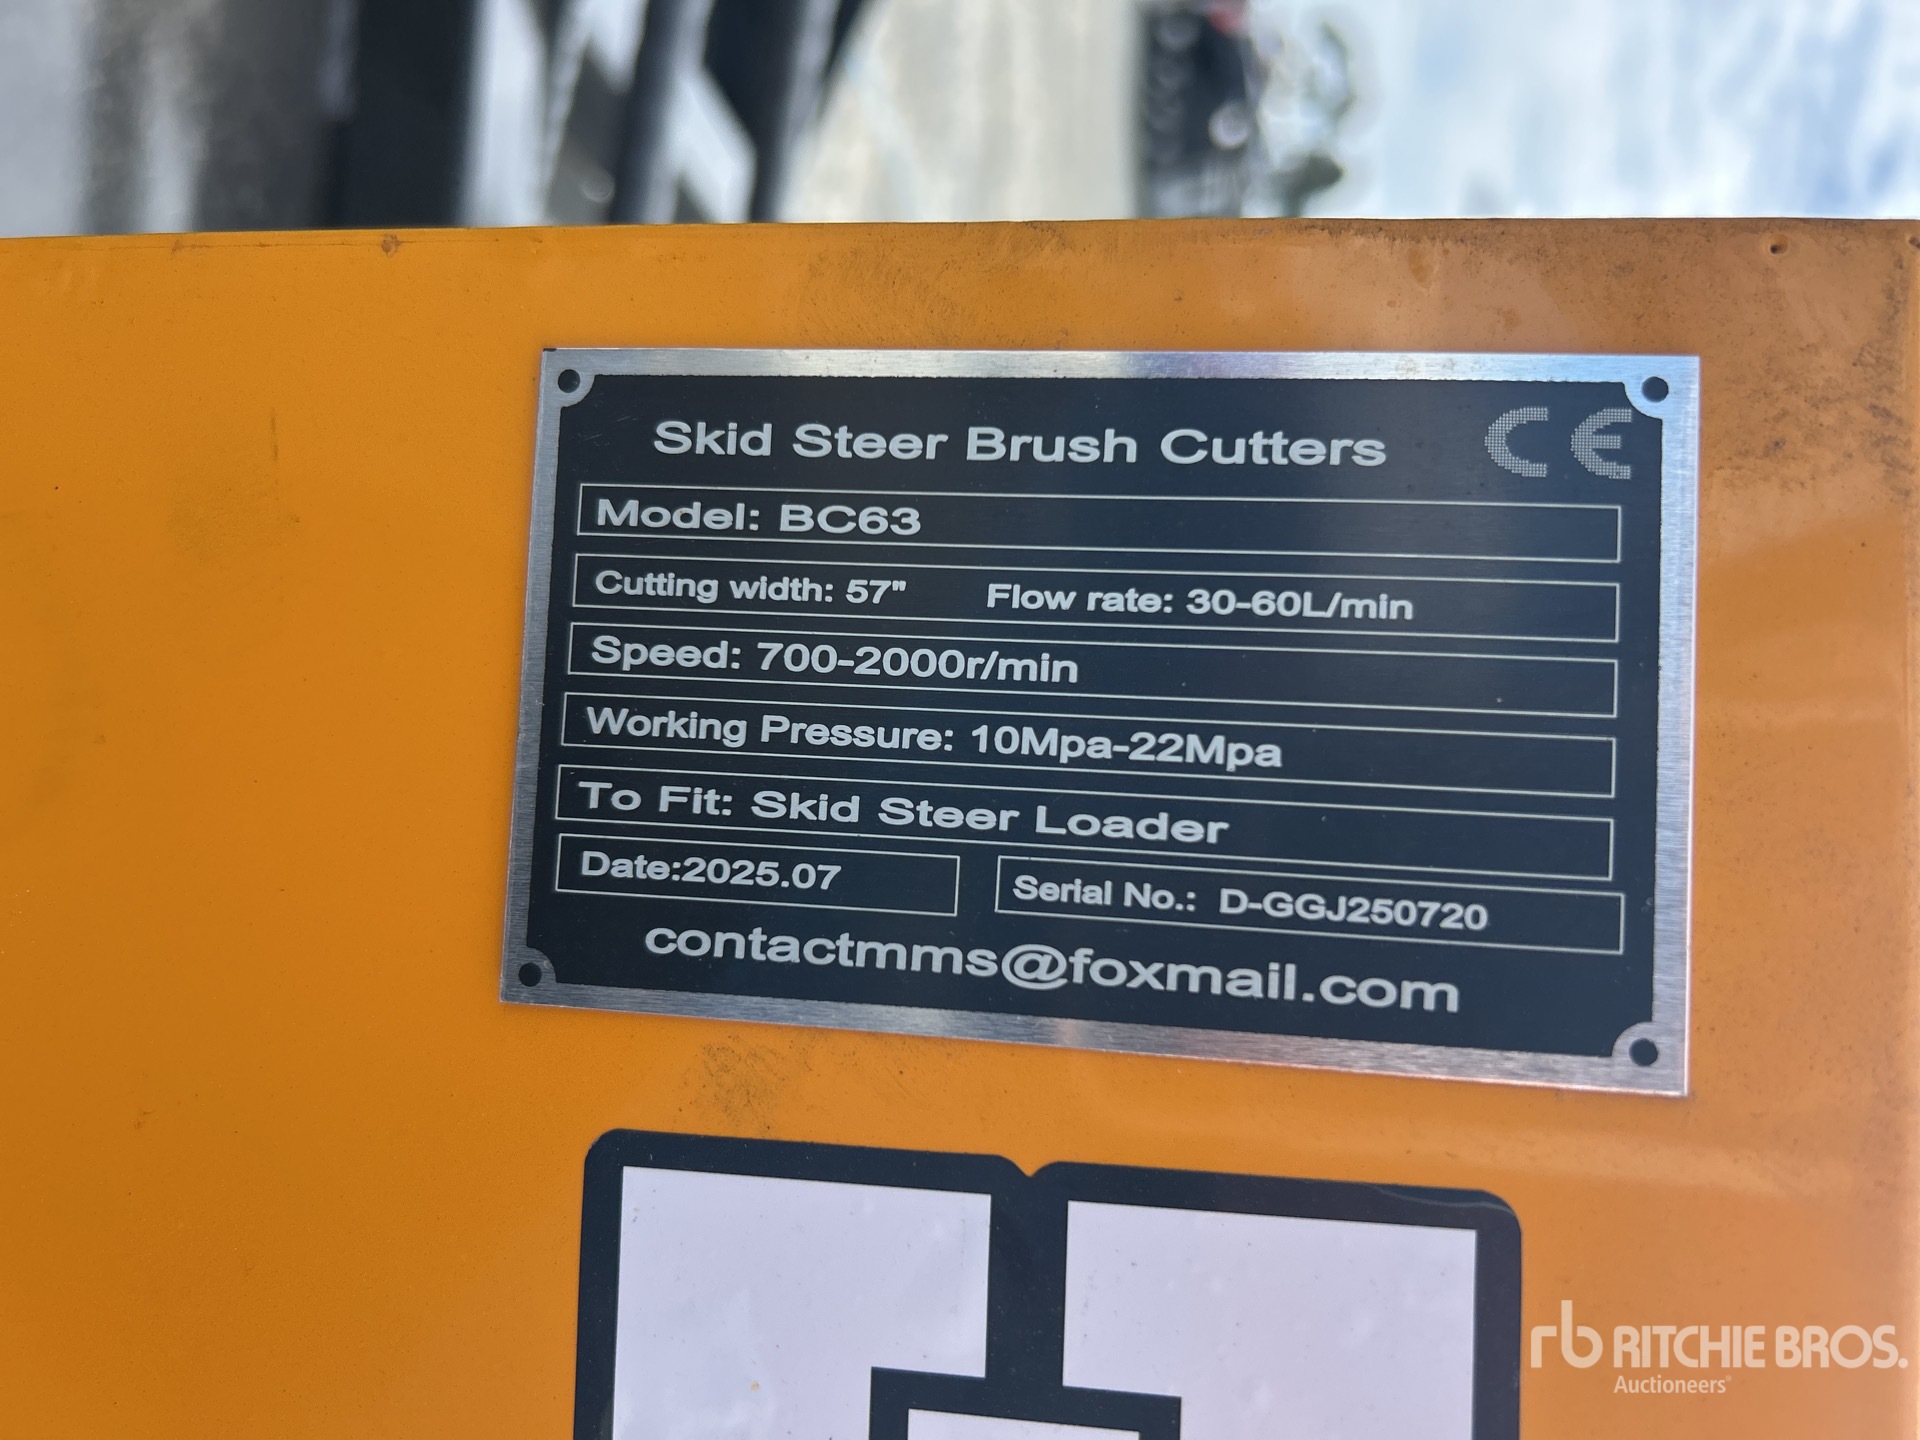 Skid Steer Brush Cutters CE
Model: BC63
Cutting width: 57" Flow rate: 30-60L/min
Speed: 700-2000r/min
Working Pressure: 10Mpa-22Mpa
To Fit: Skid Steer Loader
Date:2025.07 Serial No.: D-GGJ250720
contactmms@foxmail.com
rb RITCHIE BROS.
Auctioneers